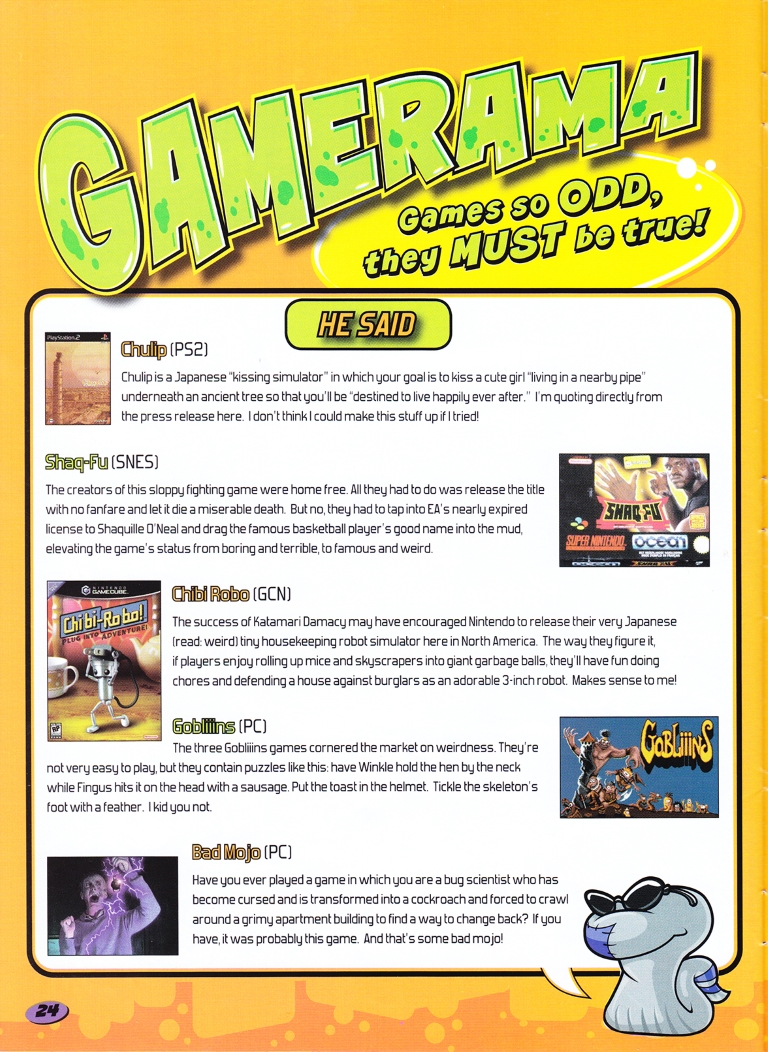 GAMERAMA
Games so ODD,
they MUST be true!
HE SAID
PlayStation 2
Chulip (PS2)
Chulip is a Japanese "kissing simulator" in which your goal is to kiss a cute girl "living in a nearby pipe"
underneath an ancient tree so that you'll be "destined to live happily ever after." I'm quoting directly from
the press release here. I don't think I could make this stuff up if I tried!
Shaq-Fu (SNES)
The creators of this sloppy fighting game were home free. All they had to do was release the title
with no fanfare and let it die a miserable death. But no, they had to tap into EA's nearly expired
license to Shaquille O'Neal and drag the famous basketball player's good name into the mud,
elevating the game's status from boring and terrible, to famous and weird.
SHAQ-FU
SUPER NINTENDO
ocean
NINTENDO
GAMECUBE
Chibi-Robo!
PLUG INTO ADVENTURE!
RP
Chibi Robo (GCN)
The success of Katamari Damacy may have encouraged Nintendo to release their very Japanese
(read: weird) tiny housekeeping robot simulator here in North America. The way they figure it,
if players enjoy rolling up mice and skyscrapers into giant garbage balls, they'll have fun doing
chores and defending a house against burglars as an adorable 3-inch robot. Makes sense to me!
Gobliiins (PC)
The three Gobliiins games cornered the market on weirdness. They're
not very easy to play, but they contain puzzles like this: have Winkle hold the hen by the neck
while Fingus hits it on the head with a sausage. Put the toast in the helmet. Tickle the skeleton's
foot with a feather. I kid you not.
GOBLIIINS
Bad Mojo (PC)
Have you ever played a game in which you are a bug scientist who has
become cursed and is transformed into a cockroach and forced to crawl
around a grimy apartment building to find a way to change back? If you
have, it was probably this game. And that's some bad mojo!
24